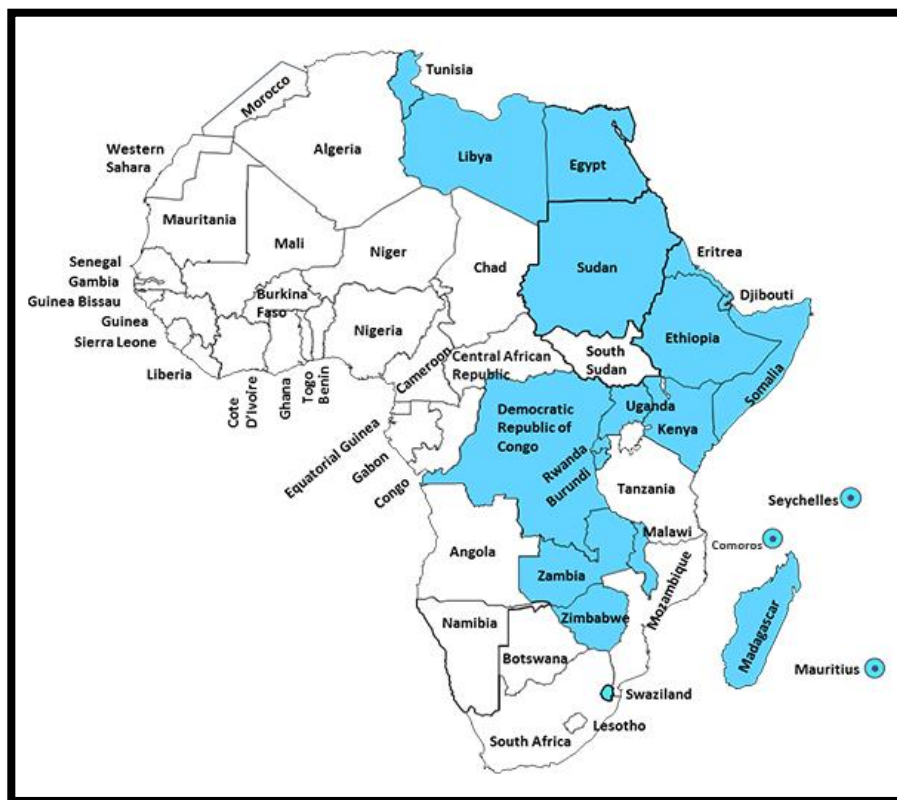 Tunisia
Morocco
Algeria
Libya
Egypt
Western
Sahara
Mauritania
Mali
Niger
Chad
Sudan
Eritrea
Senegal
Gambia
Guinea Bissau
Guinea
Sierra Leone
Liberia
Burkina
Faso
Nigeria
Djibouti
Ethiopia
Somalia
South
Sudan
Central African
Republic
Cameroon
Cote
D'Ivoire
Ghana
Togo
Benin
Equatorial Guinea
Gabon
Congo
Democratic
Republic of
Congo
Uganda
Kenya
Rwanda
Burundi
Tanzania
Seychelles
Malawi
Comoros
Angola
Zambia
Mozambique
Zimbabwe
Madagascar
Namibia
Botswana
Mauritius
Swaziland
Lesotho
South Africa